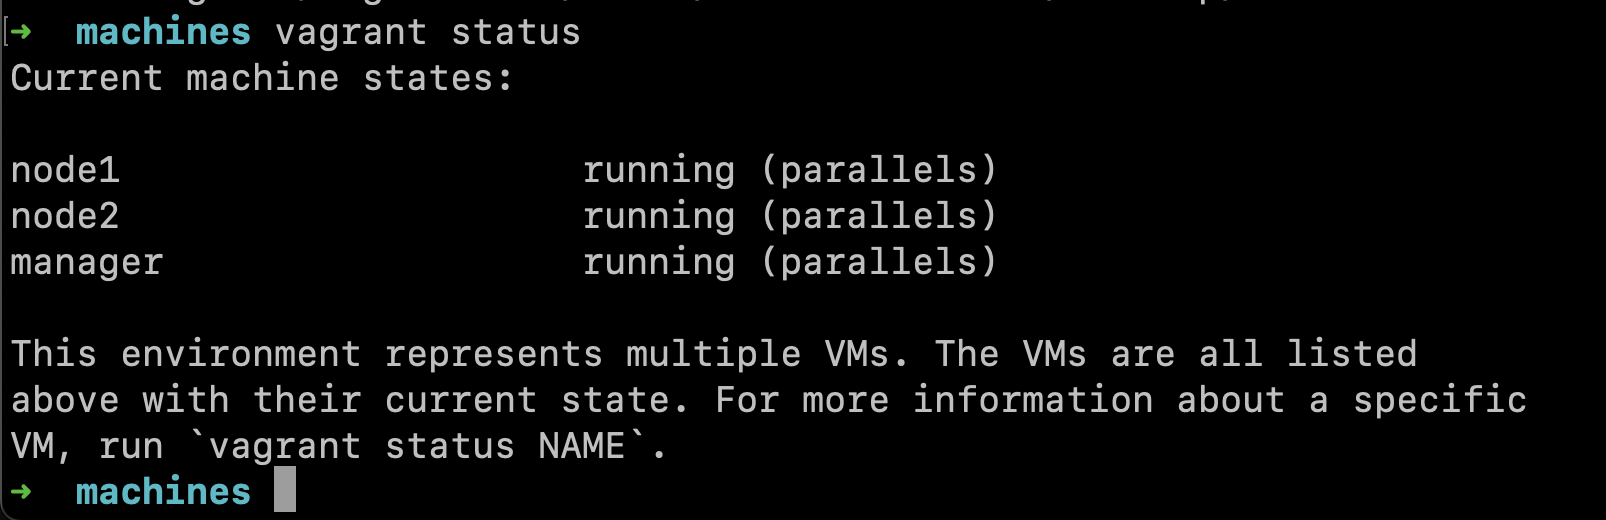 ➜  machines vagrant status
Current machine states:
node1                     running (parallels)
node2                     running (parallels)
manager                   running (parallels)
This environment represents multiple VMs. The VMs are all listed
above with their current state. For more information about a specific
VM, run `vagrant status NAME`.
➜  machines